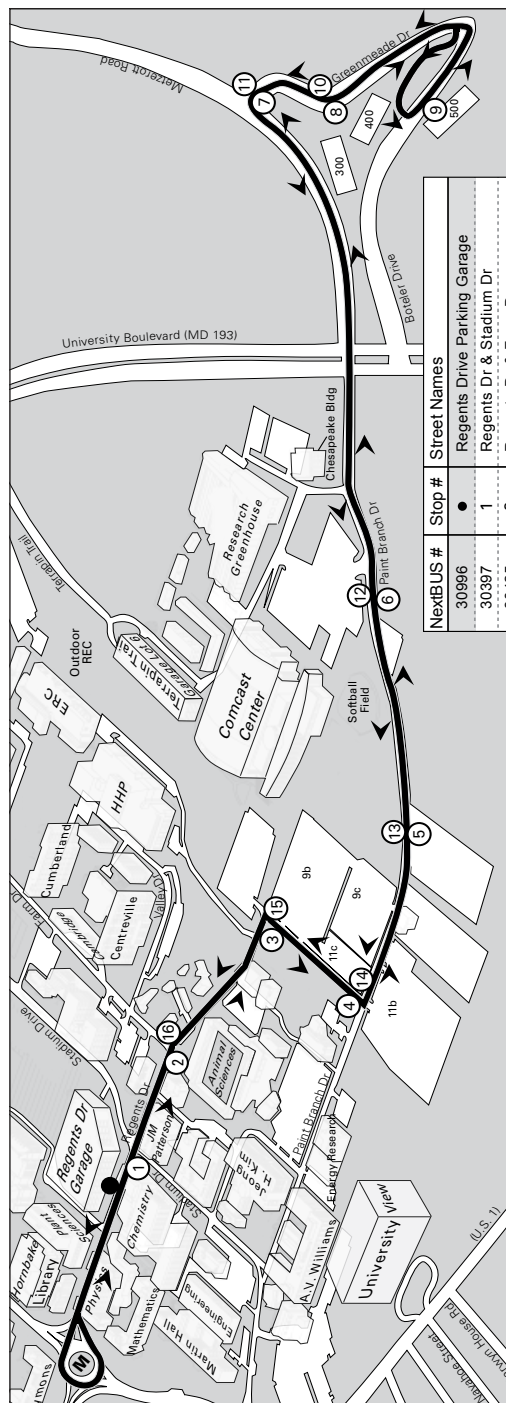 Metzerott Road
Greenmeade Dr
11
7
10
8
9
500
400
300
University Boulevard (MD 193)
Boteler Drive
Chesapeake Bldg
Research
Greenhouse
Terrapin Trail
Outdoor
REC
Terrapin Trail
Garage Lot 6
Comcast
Center
Softball
Field
Paint Branch Dr
12
6
ERC
HHP
Cumberland
Cambridge
Centreville
Valley Dr
Farm Dr
Stadium Drive
13
5
9b
9c
11c
11b
15
3
14
4
16
2
Animal
Sciences
Regents Dr
JM
Patterson
Stadium Dr
Regents Dr
Garage
1
Chemistry
Plant
Sciences
Hornbake
Library
Physics
Mathematics
Martin Hall
Engineering
Jeong
H. Kim
Paint Branch Dr
Energy Research
A.V. Williams
University View
(U.S. 1)
Navahoe Street
erwyn House Rd
M
mmons
NextBUS # Stop # Street Names
30996 ● Regents Drive Parking Garage
30397 1 Regents Dr & Stadium Dr